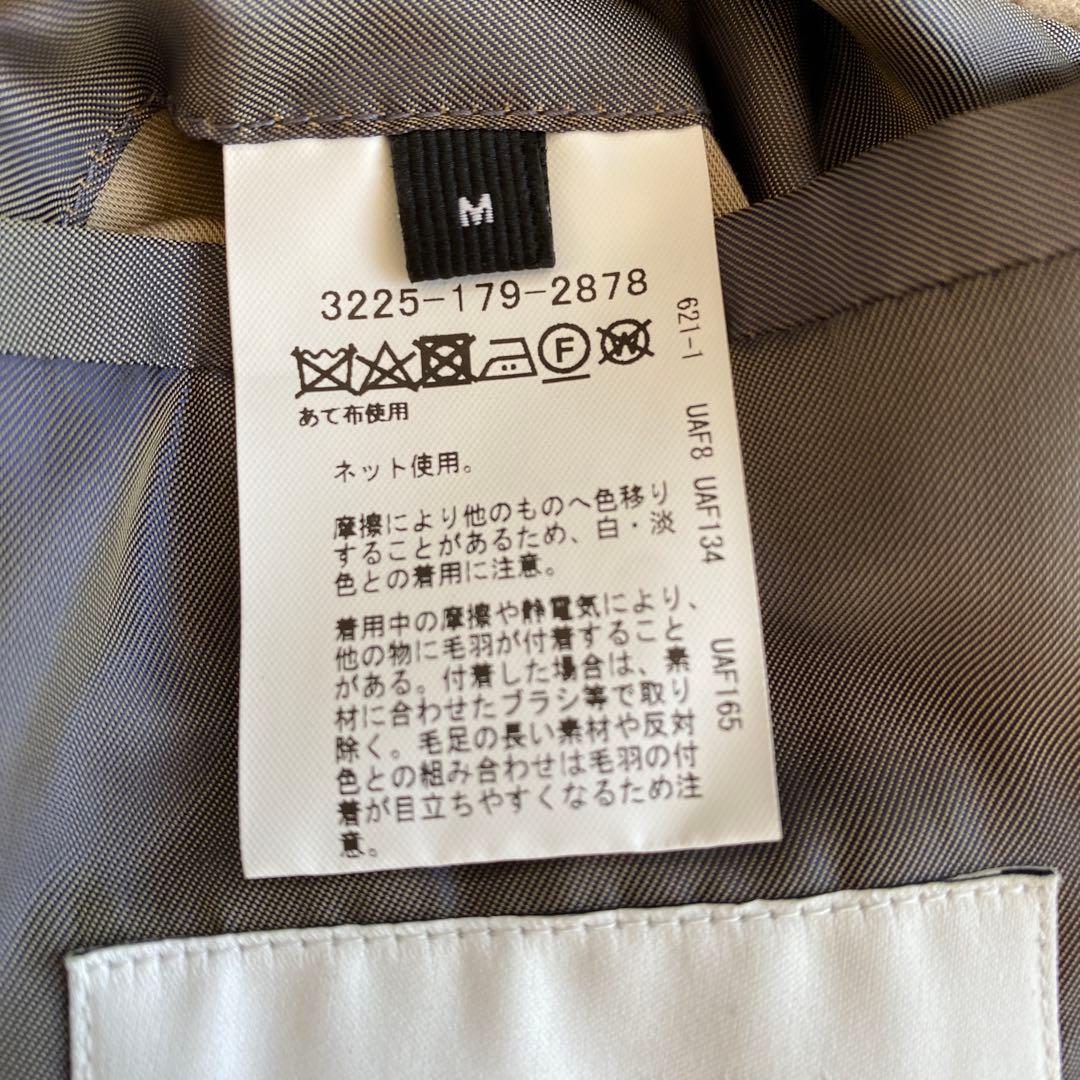 M
3225-179-2878
F
W
あて布使用
ネット使用。
摩擦により他のものへ色移り
することがあるため、白・淡
色との着用に注意。
着用中の摩擦や静電気により、
他の物に毛羽が付着すること
がある。付着した場合は、素
材に合わせたブラシ等で取り
除く。毛足の長い素材や反対
色との組み合わせは毛羽の付
着が目立ちやすくなるため注
意。
621-1 UAF8 UAF134 UAF165